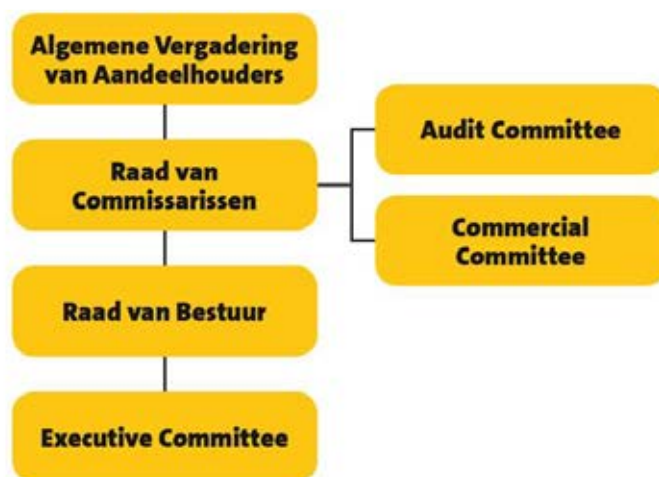 Algemene Vergadering
van Aandeelhouders
Raad van
Commissarissen
Audit Committee
Commercial
Committee
Raad van Bestuur
Executive Committee